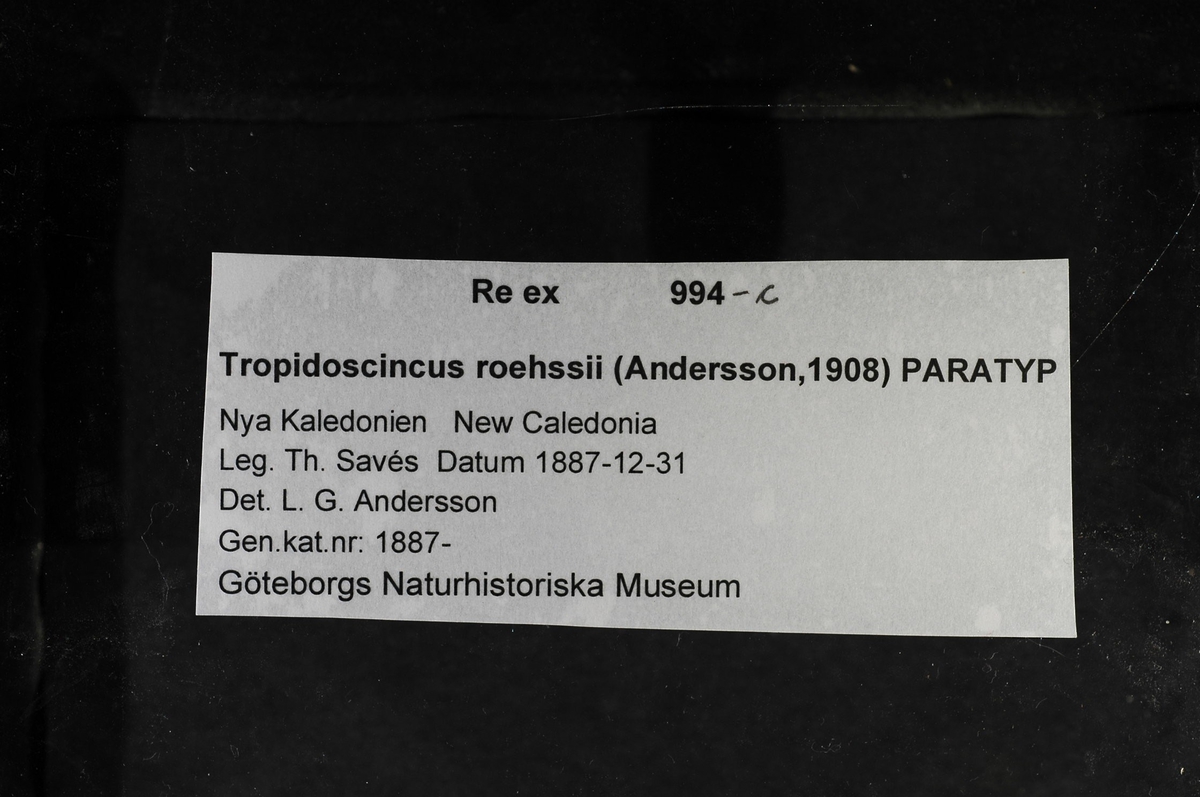 Re ex 994 -c
Tropidoscincus roehssii (Andersson,1908) PARATYP
Nya Kaledonien New Caledonia
Leg. Th. Savés Datum 1887-12-31
Det. L. G. Andersson
Gen.kat.nr: 1887-
Göteborgs Naturhistoriska Museum